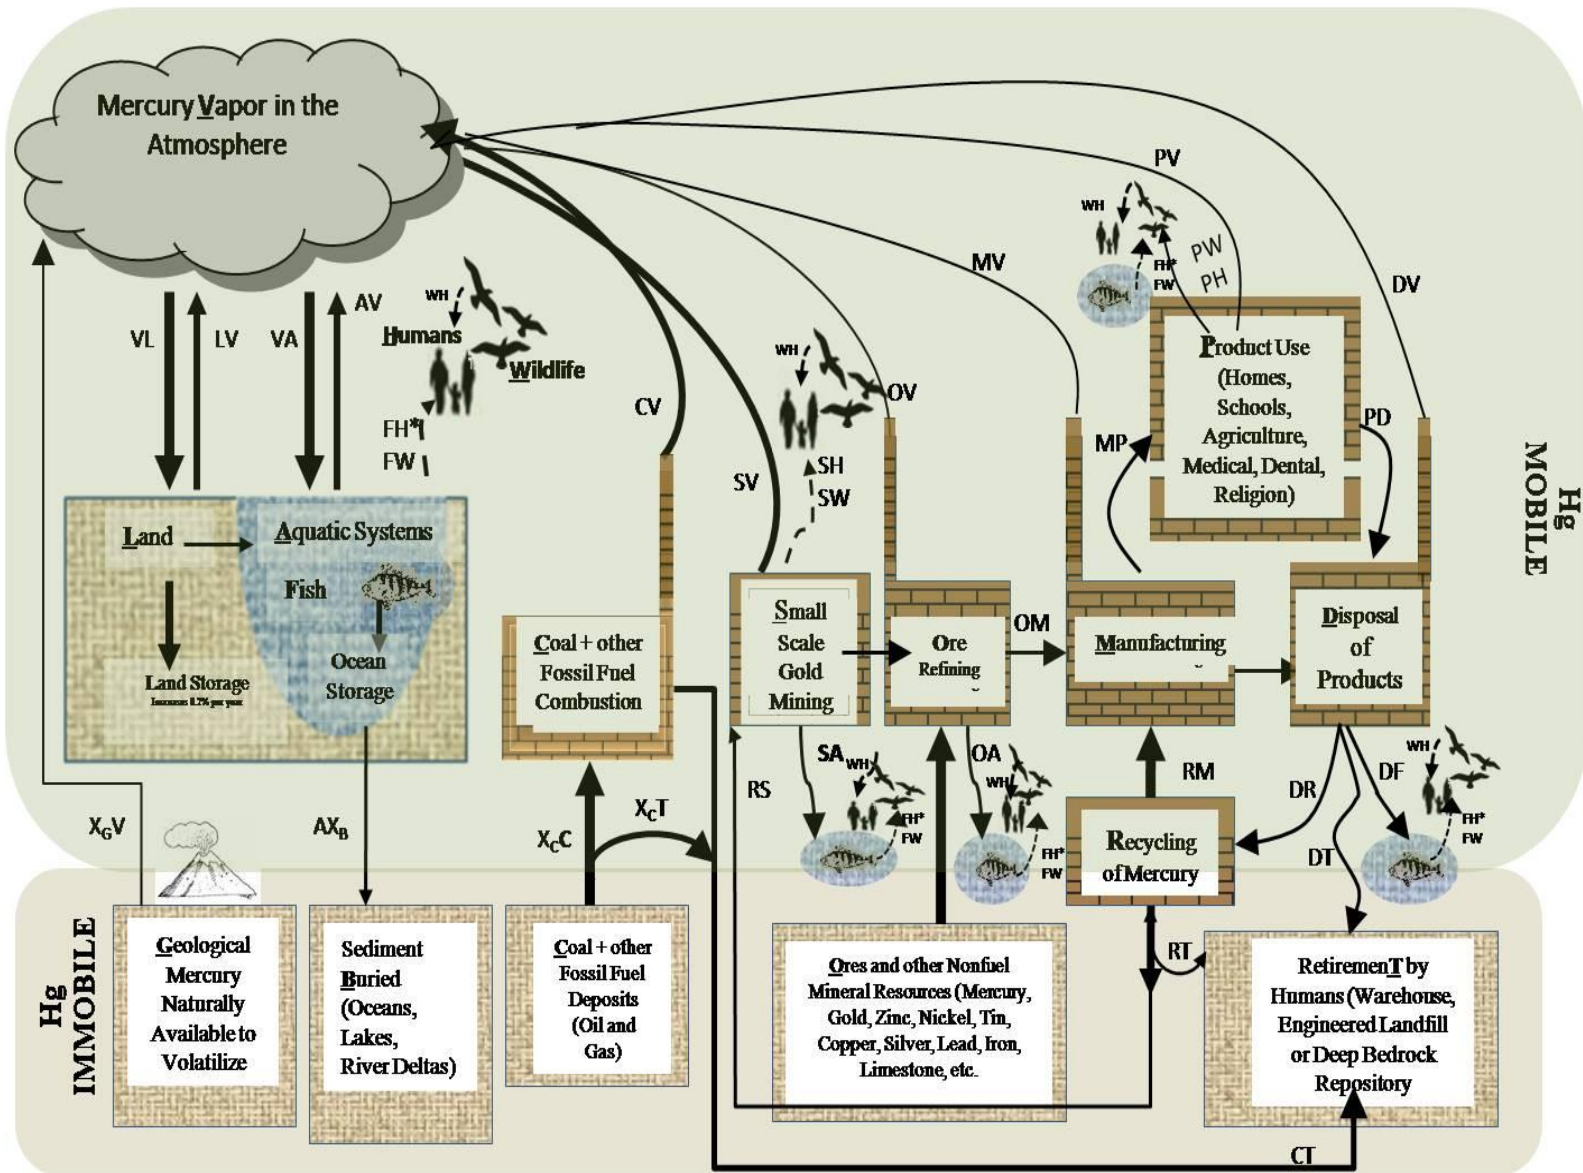 Mercury Vapor in the
Atmosphere
VL
LV
VA
AV
WH
Humans
Wildlife
FH*
FW
CV
SV
WH
SH
SW
OV
MV
PV
DV
WH
FH*
FW
PW
PH
Product Use
(Homes,
Schools,
Agriculture,
Medical, Dental,
Religion)
MP
PD
Hg
MOBILE
Land
Aquatic Systems
Fish
Ocean
Storage
Land Storage
Increases 0.7% per year
Coal + other
Fossil Fuel
Combustion
Small
Scale
Gold
Mining
Ore
Refining
OM
Manufacturing
Disposal
of
Products
XGV
AXB
XCC
XCT
RS
SA
WH
FH*
FW
OA
WH
FH*
FW
RM
Recycling
of Mercury
DR
DT
DF
WH
FH*
FW
RT
Hg
IMMOBILE
Geological
Mercury
Naturally
Available to
Volatilize
Sediment
Buried
(Oceans,
Lakes,
River Deltas)
Coal + other
Fossil Fuel
Deposits
(Oil and
Gas)
Ores and other Nonfuel
Mineral Resources (Mercury,
Gold, Zinc, Nickel, Tin,
Copper, Silver, Lead, Iron,
Limestone, etc.
RetiremenT by
Humans (Warehouse,
Engineered Landfill
or Deep Bedrock
Repository
CT